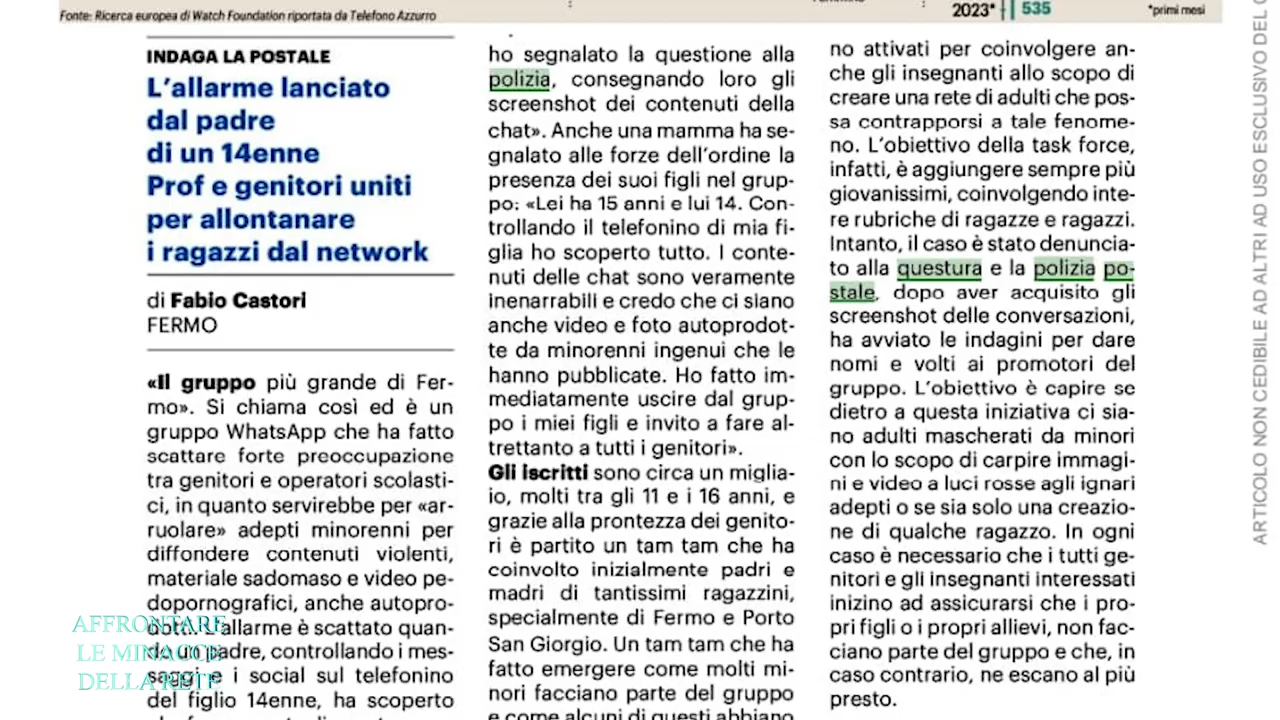 Fonte: Ricerca europea di Watch Foundation riportata da Telefono Azzurro
2023* 535
*primi mesi
INDAGA LA POSTALE
L'allarme lanciato
dal padre
di un 14enne
Prof e genitori uniti
per allontanare
i ragazzi dal network
di Fabio Castori
FERMO
«Il gruppo più grande di Fer-
mo». Si chiama così ed è un
gruppo WhatsApp che ha fatto
scattare forte preoccupazione
tra genitori e operatori scolasti-
ci, in quanto servirebbe per «ar-
ruolare» adepti minorenni per
diffondere contenuti violenti,
materiale sadomaso e video pe-
dopornografici, anche autopro-
dotti. L'allarme è scattato quan-
do un padre, controllando i mes-
saggi e i social sul telefonino
del figlio 14enne, ha scoperto
ho segnalato la questione alla
polizia, consegnando loro gli
screenshot dei contenuti della
chat». Anche una mamma ha se-
gnalato alle forze dell'ordine la
presenza dei suoi figli nel grup-
po: «Lei ha 15 anni e lui 14. Con-
trollando il telefonino di mia fi-
glia ho scoperto tutto. I conte-
nuti delle chat sono veramente
inenarrabili e credo che ci siano
anche video e foto autoprodot-
te da minorenni ingenui che le
hanno pubblicate. Ho fatto im-
mediatamente uscire dal grup-
po i miei figli e invito a fare al-
trettanto a tutti i genitori».
Gli iscritti sono circa un miglia-
io, molti tra gli 11 e i 16 anni, e
grazie alla prontezza dei genito-
ri è partito un tam tam che ha
coinvolto inizialmente padri e
madri di tantissimi ragazzini,
specialmente di Fermo e Porto
San Giorgio. Un tam tam che ha
fatto emergere come molti mi-
nori facciano parte del gruppo
e come alcuni di questi abbiano
no attivati per coinvolgere an-
che gli insegnanti allo scopo di
creare una rete di adulti che pos-
sa contrapporsi a tale fenome-
no. L'obiettivo della task force,
infatti, è aggiungere sempre più
giovanissimi, coinvolgendo inte-
re rubriche di ragazze e ragazzi.
Intanto, il caso è stato denuncia-
to alla questura e la polizia po-
stale, dopo aver acquisito gli
screenshot delle conversazioni,
ha avviato le indagini per dare
nomi e volti ai promotori del
gruppo. L'obiettivo è capire se
dietro a questa iniziativa ci sia-
no adulti mascherati da minori
con lo scopo di carpire immagi-
ni e video a luci rosse agli ignari
adepti o se sia solo una creazio-
ne di qualche ragazzo. In ogni
caso è necessario che i tutti ge-
nitori e gli insegnanti interessati
inizino ad assicurarsi che i pro-
pri figli o i propri allievi, non fac-
ciano parte del gruppo e che, in
caso contrario, ne escano al più
presto.
ARTICOLO NON CEDIBILE AD ALTRI AD USO ESCLUSIVO DEL
AFFRONTARE
LE MINACCE
DELLA RETE